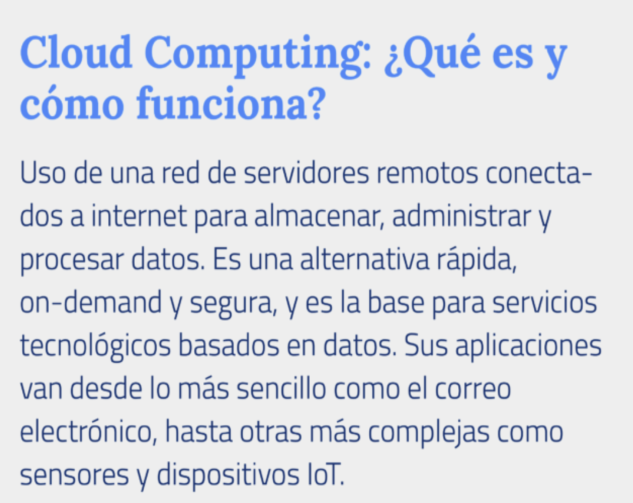 Cloud Computing: ¿Qué es y
cómo funciona?
Uso de una red de servidores remotos conecta-
dos a internet para almacenar, administrar y
procesar datos. Es una alternativa rápida,
on-demand y segura, y es la base para servicios
tecnológicos basados en datos. Sus aplicaciones
van desde lo más sencillo como el correo
electrónico, hasta otras más complejas como
sensores y dispositivos IoT.